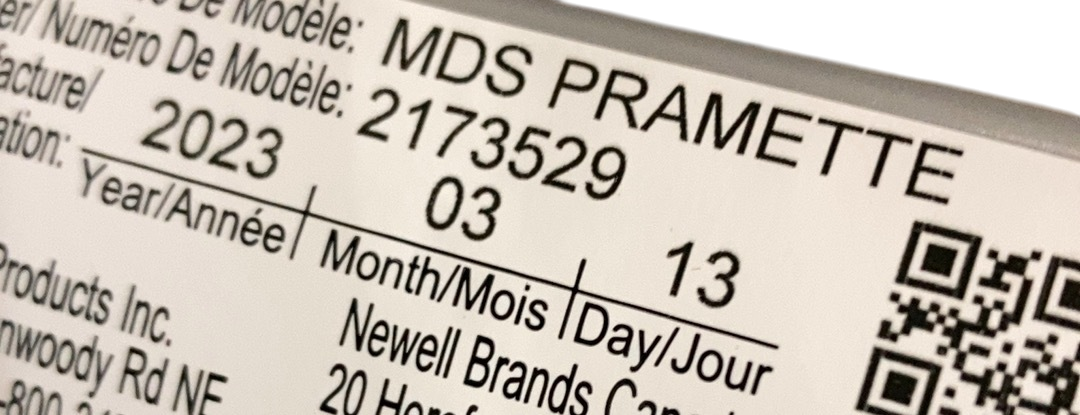 De Modèle: MDS PRAMETTE
Numéro De Modèle: 2173529
2023 03 13
Year/Année Month/Mois Day/Jour
Products Inc.
Newell Brands
Rd NE
20